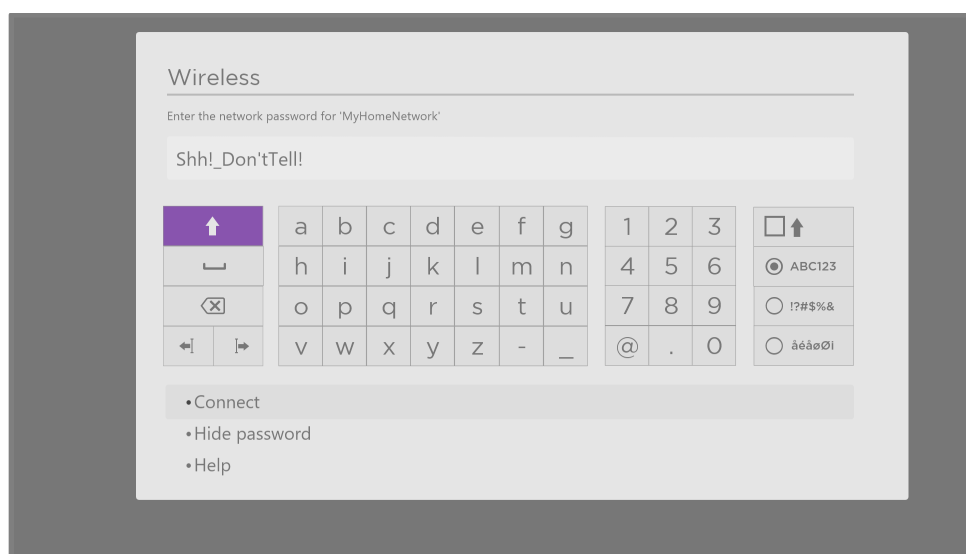 Wireless
Enter the network password for 'MyHomeNetwork'
Shh!_Don'tTell!
a b c d e f g 1 2 3
h i j k l m n 4 5 6 ABC123
o p q r s t u 7 8 9 !?#$%&
v w x y z - _ @ . 0 åéåøØi
•Connect
•Hide password
•Help